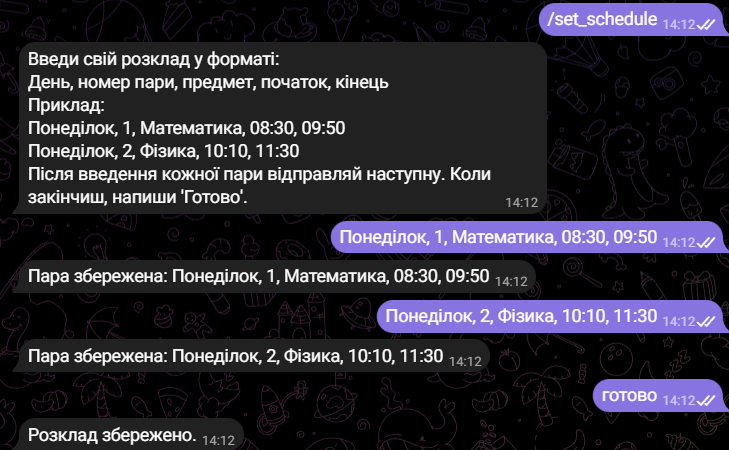 /set_schedule 14:12
Введи свій розклад у форматі:
День, номер пари, предмет, початок, кінець
Приклад:
Понеділок, 1, Математика, 08:30, 09:50
Понеділок, 2, Фізика, 10:10, 11:30
Після введення кожної пари відправляй наступну. Коли
закінчиш, напиши 'Готово'.
14:12
Понеділок, 1, Математика, 08:30, 09:50 14:12
Пара збережена: Понеділок, 1, Математика, 08:30, 09:50 14:12
Понеділок, 2, Фізика, 10:10, 11:30 14:12
Пара збережена: Понеділок, 2, Фізика, 10:10, 11:30 14:12
готово 14:12
Розклад збережено. 14:12